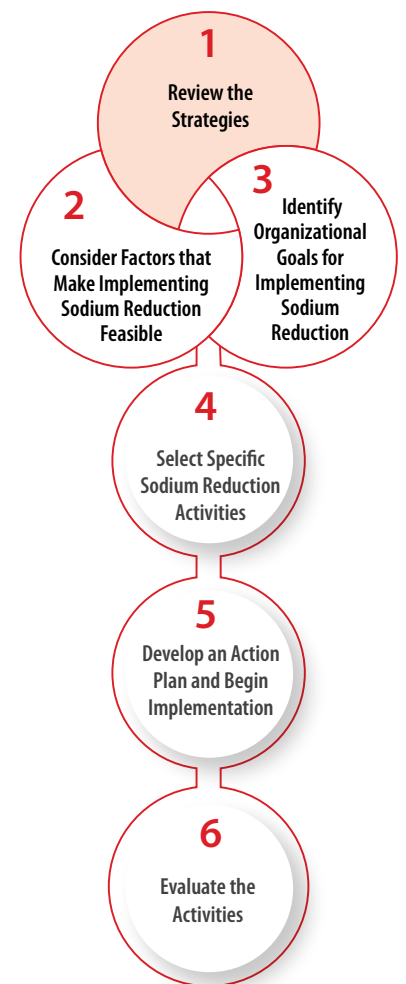 1
Review the
Strategies
2
Consider Factors that
Make Implementing
Sodium Reduction
Feasible
3
Identify
Organizational
Goals for
Implementing
Sodium
Reduction
4
Select Specific
Sodium Reduction
Activities
5
Develop an Action
Plan and Begin
Implementation
6
Evaluate the
Activities